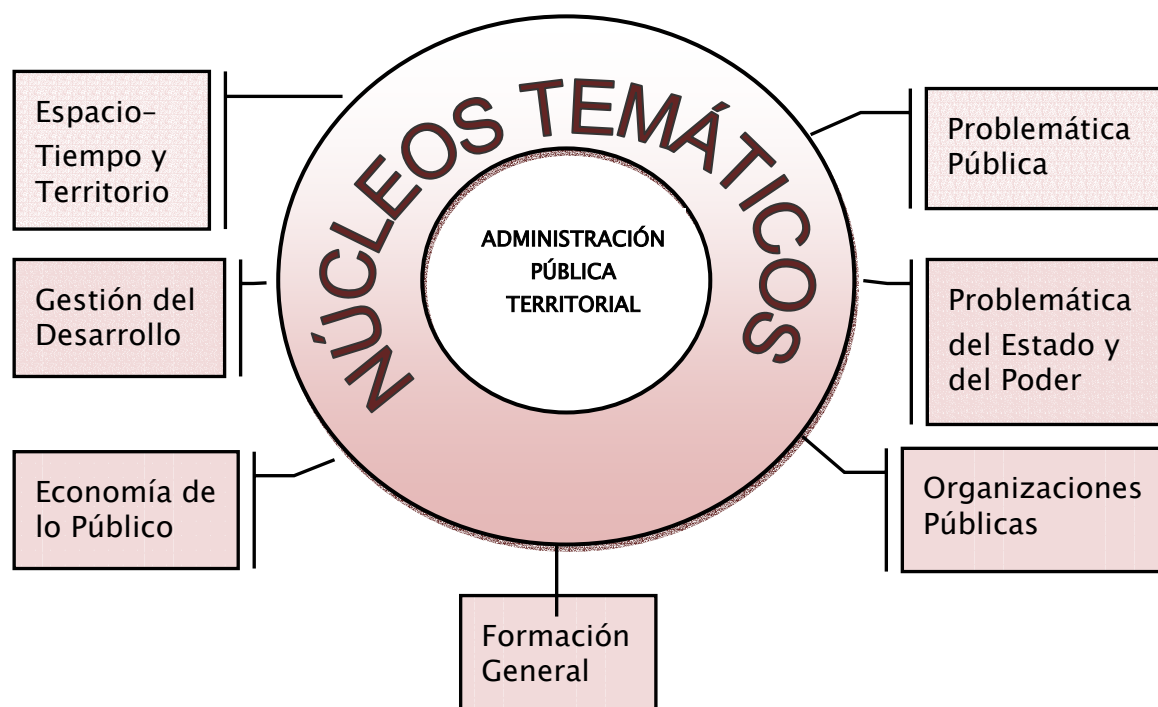 NÚCLEOS TEMÁTICOS
ADMINISTRACIÓN
PÚBLICA
TERRITORIAL
Espacio-
Tiempo y
Territorio
Gestión del
Desarrollo
Economía de
lo Público
Formación
General
Problemática
Pública
Problemática
del Estado y
del Poder
Organizaciones
Públicas